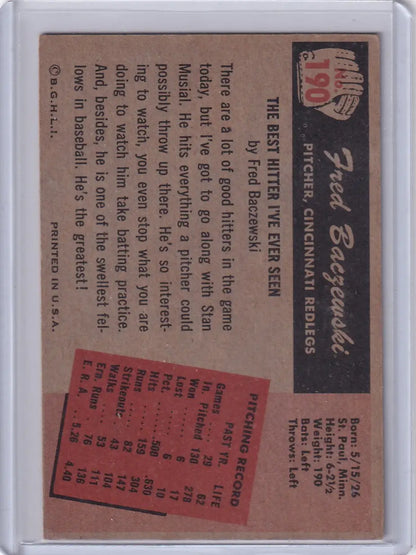 No.
190
Fred Baczewski
PITCHER, CINCINNATI REDLEGS
Born: 5/15/26
St. Paul, Minn.
Height: 6-2½
Weight: 190
Bats: Left
Throws: Left
THE BEST HITTER I'VE EVER SEEN
by Fred Baczewski
There are a lot of good hitters in the game
today, but I've got to go along with Stan
Musial. He hits everything a pitcher could
possibly throw up there. He's so interest-
ing to watch, you even stop what you are
doing to watch him take batting practice.
And, besides, he is one of the swellest fel-
lows in baseball. He's the greatest!
PITCHING RECORD
PAST YR. LIFE
Games 29 62
In. Pitched 130 278
Won 6 17
Lost 6 10
Pct. .500 .630
Hits 159
Runs 82
Strikeouts 43 104
Walks 53 147
Ern. Runs 76 111
E. R. A. 5.26 4.40
©B.G.H.L.I.
PRINTED IN U.S.A.